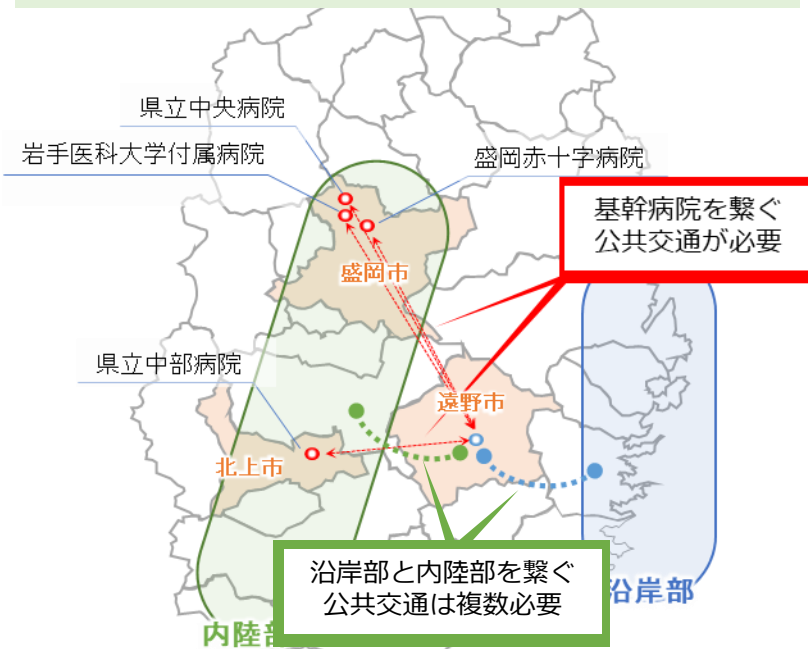 県立中央病院
岩手医科大学付属病院
盛岡赤十字病院
基幹病院を繋ぐ
公共交通が必要
盛岡市
県立中部病院
遠野市
北上市
沿岸部と内陸部を繋ぐ
公共交通は複数必要
沿岸部
内陸部